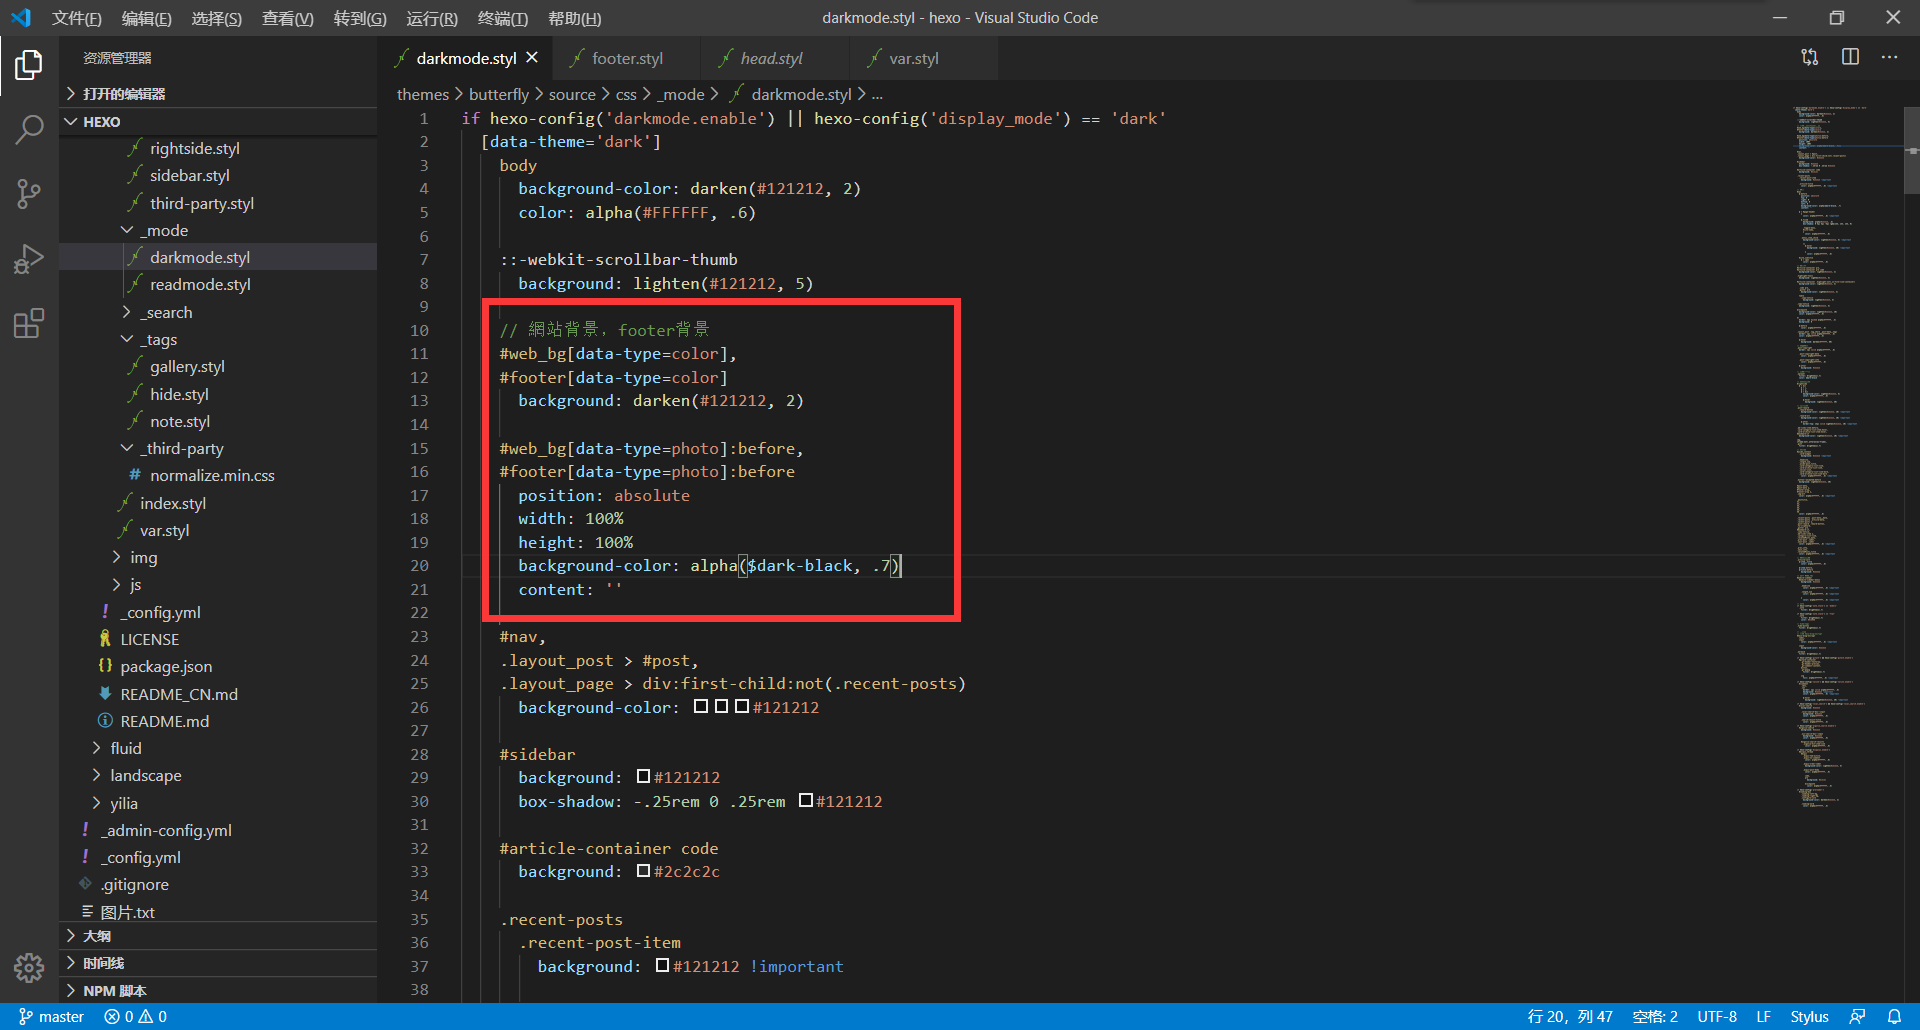 文件(F) 编辑(E) 选择(S) 查看(V) 转到(G) 运行(R) 终端(T) 帮助(H)
darkmode.styl - hexo - Visual Studio Code
资源管理器
打开的编辑器
HEXO
rightside.styl
sidebar.styl
third-party.styl
_mode
darkmode.styl
readmode.styl
_search
_tags
gallery.styl
hide.styl
note.styl
_third-party
normalize.min.css
index.styl
var.styl
img
js
_config.yml
LICENSE
package.json
README_CN.md
README.md
fluid
landscape
yilia
_admin-config.yml
_config.yml
.gitignore
图片.txt
大纲
时间线
NPM 脚本
darkmode.styl footer.styl head.styl var.styl
themes > butterfly > source > css > _mode > darkmode.styl > ...
1 if hexo-config('darkmode.enable') || hexo-config('display_mode') == 'dark'
2 [data-theme='dark']
3 body
4 background-color: darken(#121212, 2)
5 color: alpha(#FFFFFF, .6)
6
7 ::-webkit-scrollbar-thumb
8 background: lighten(#121212, 5)
9
10 // 網站背景，footer背景
11 #web_bg[data-type=color],
12 #footer[data-type=color]
13 background: darken(#121212, 2)
14
15 #web_bg[data-type=photo]:before,
16 #footer[data-type=photo]:before
17 position: absolute
18 width: 100%
19 height: 100%
20 background-color: alpha($dark-black, .7)
21 content: ''
22
23 #nav,
24 .layout_post > #post,
25 .layout_page > div:first-child:not(.recent-posts)
26 background-color: #121212
27
28 #sidebar
29 background: #121212
30 box-shadow: -.25rem 0 .25rem #121212
31
32 #article-container code
33 background: #2c2c2c
34
35 .recent-posts
36 .recent-post-item
37 background: #121212 !important
38
master 0 0
行 20，列 47 空格: 2 UTF-8 LF Stylus